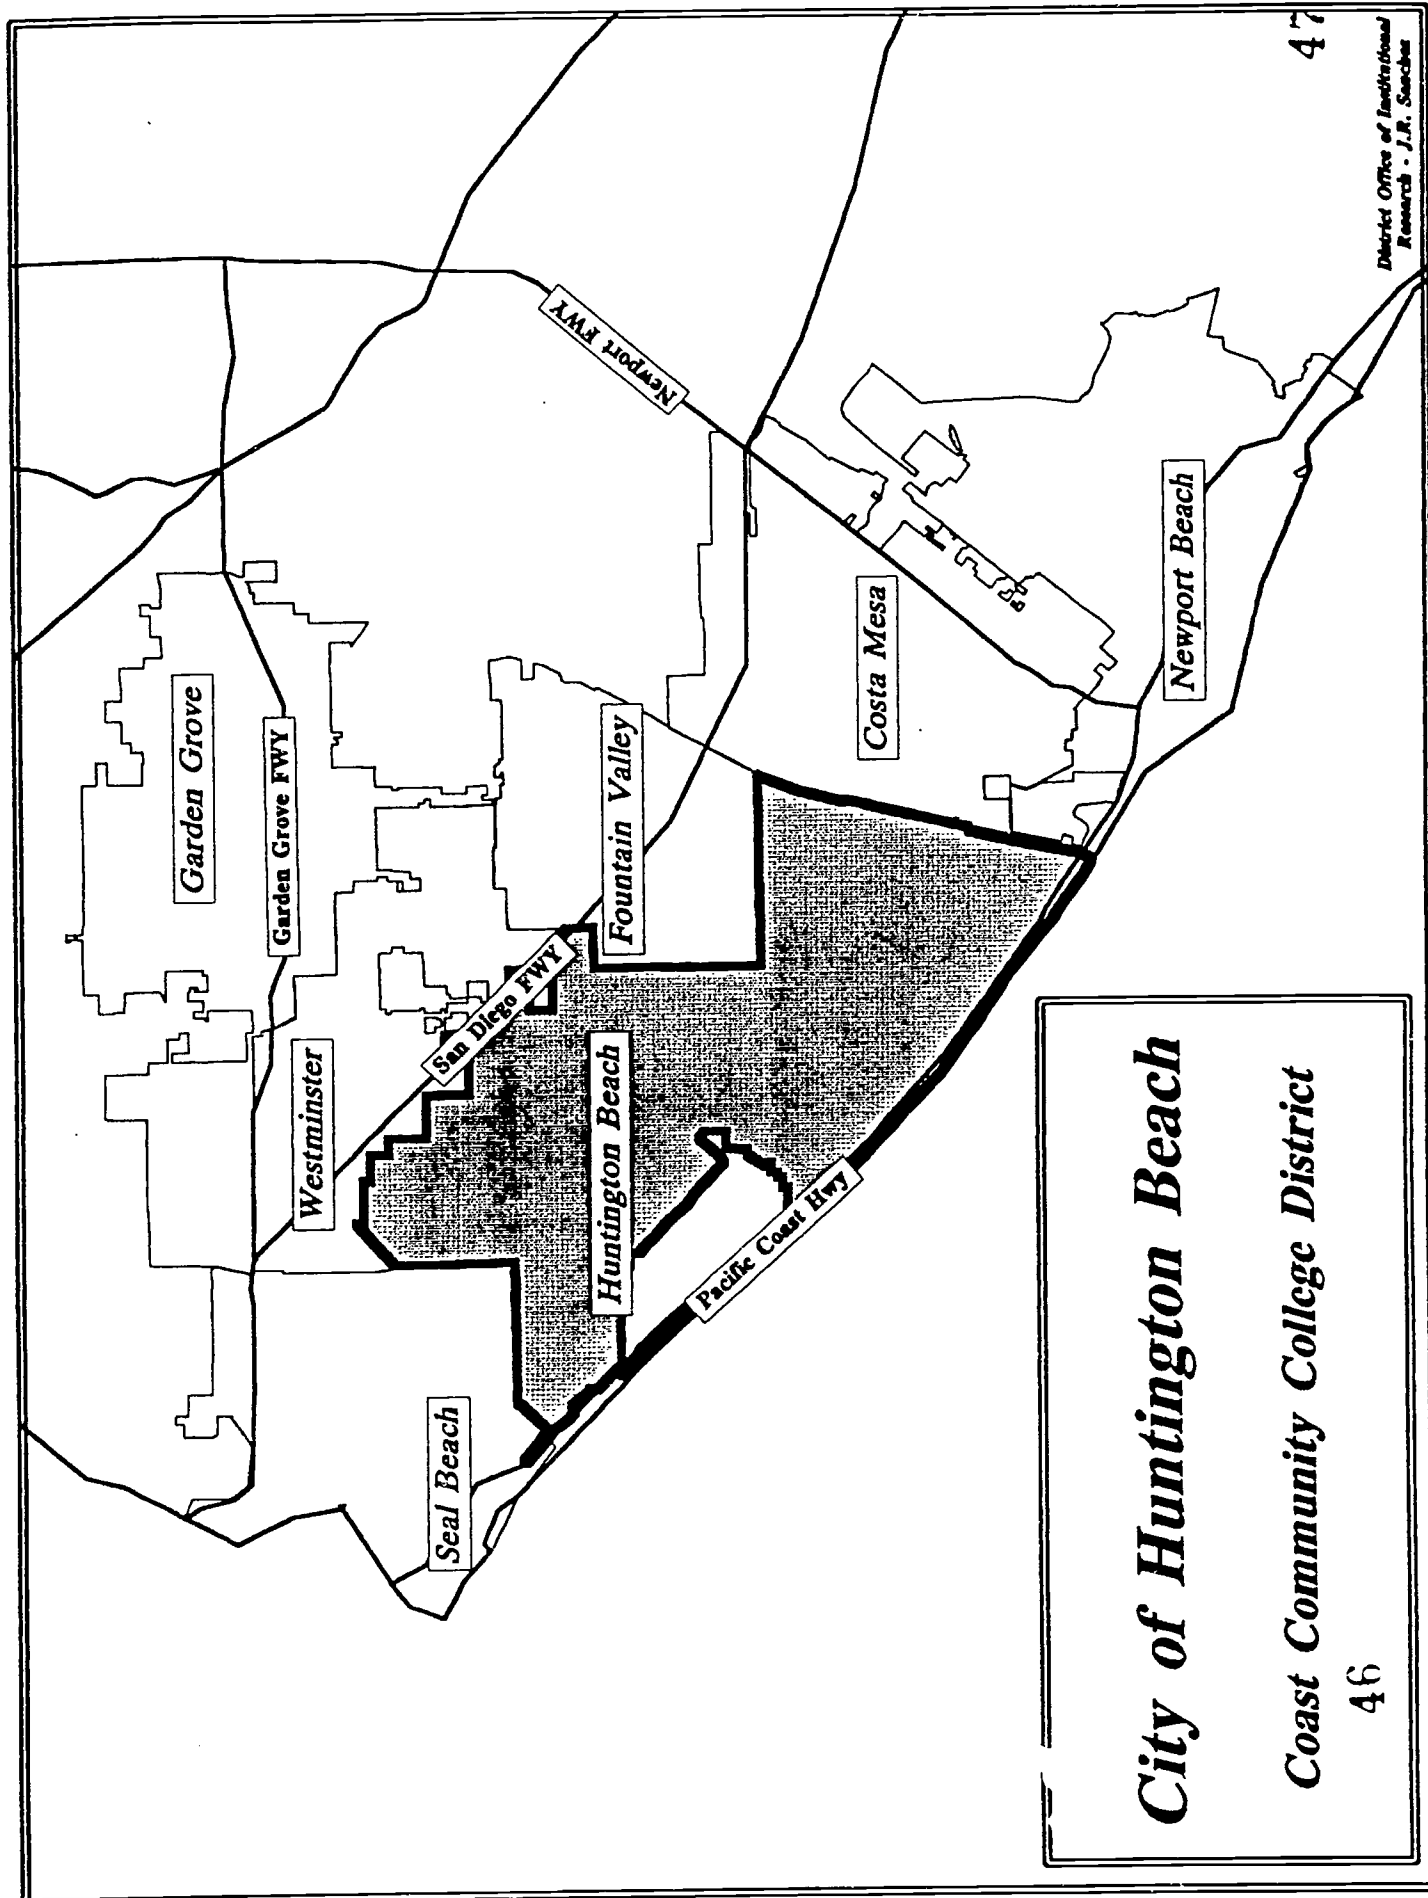 Garden Grove
Garden Grove FWY
Westminster
San Diego FWY
Newport FWY
Seal Beach
Fountain Valley
Huntington Beach
Pacific Coast Hwy
Costa Mesa
Newport Beach
City of Huntington Beach
Coast Community College District
46
47
District Office of Institutional
Research - J.R. Sanchez